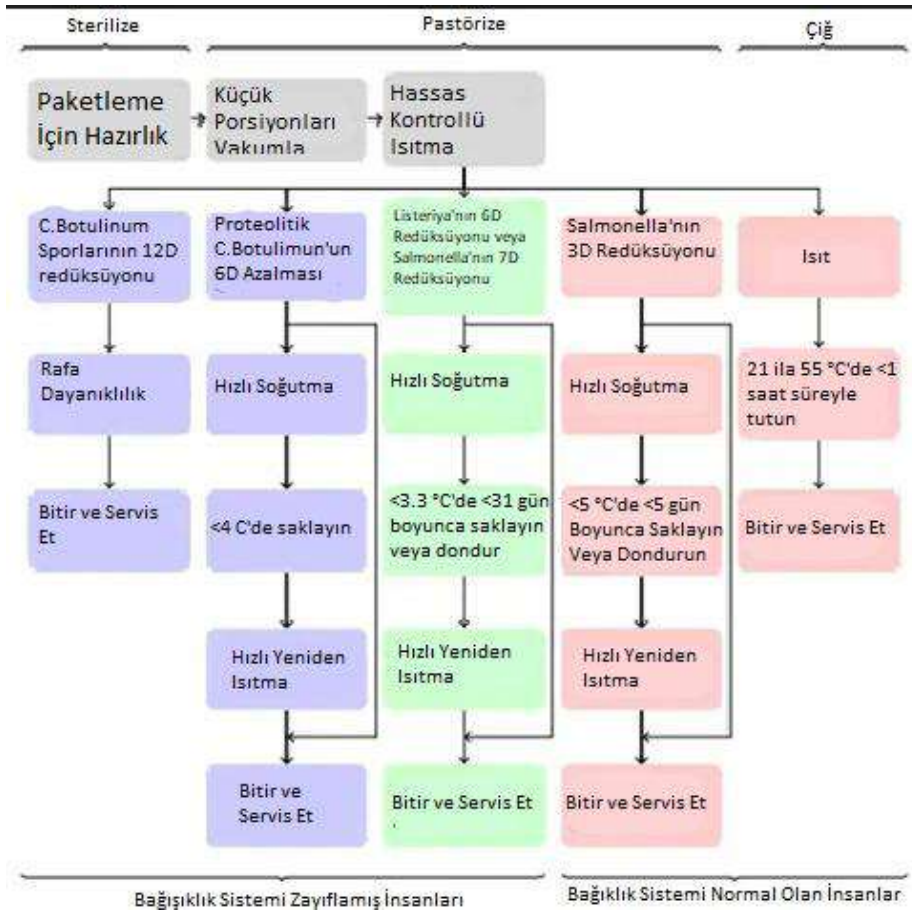 Sterilize
Pastörize
Çiğ
Paketleme
İçin Hazırlık
Küçük
Porsiyonları
Vakumla
Hassas
Kontrollü
Isıtma
C.Botulinum
Sporlarının 12D
redüksüyonu
Proteolitik
C.Botulimun'un
6D Azalması
Listeriya'nın 6D
Redüksüyonu veya
Salmonella'nın 7D
Redüksüyonu
Salmonella'nın
3D Redüksüyonu
Isıt
Rafa
Dayanıklılık
Hızlı Soğutma
Hızlı Soğutma
Hızlı Soğutma
21 ila 55 °C'de <1
saat süreyle
tutun
Bitir ve Servis
Et
<4 C'de saklayın
<3.3 °C'de <31 gün
boyunca saklayın
veya dondur
<5 °C'de <5 gün
Boyunca Saklayın
Veya Dondurun
Bitir ve Servis Et
Hızlı Yeniden
Isıtma
Hızlı Yeniden
Isıtma
Hızlı Yeniden
Isıtma
Bitir ve
Servis Et
Bitir ve Servis Et
.
Bitir ve Servis Et
Bağışıklık Sistemi Zayıflamış İnsanları
Bağıklık Sistemi Normal Olan İnsanlar